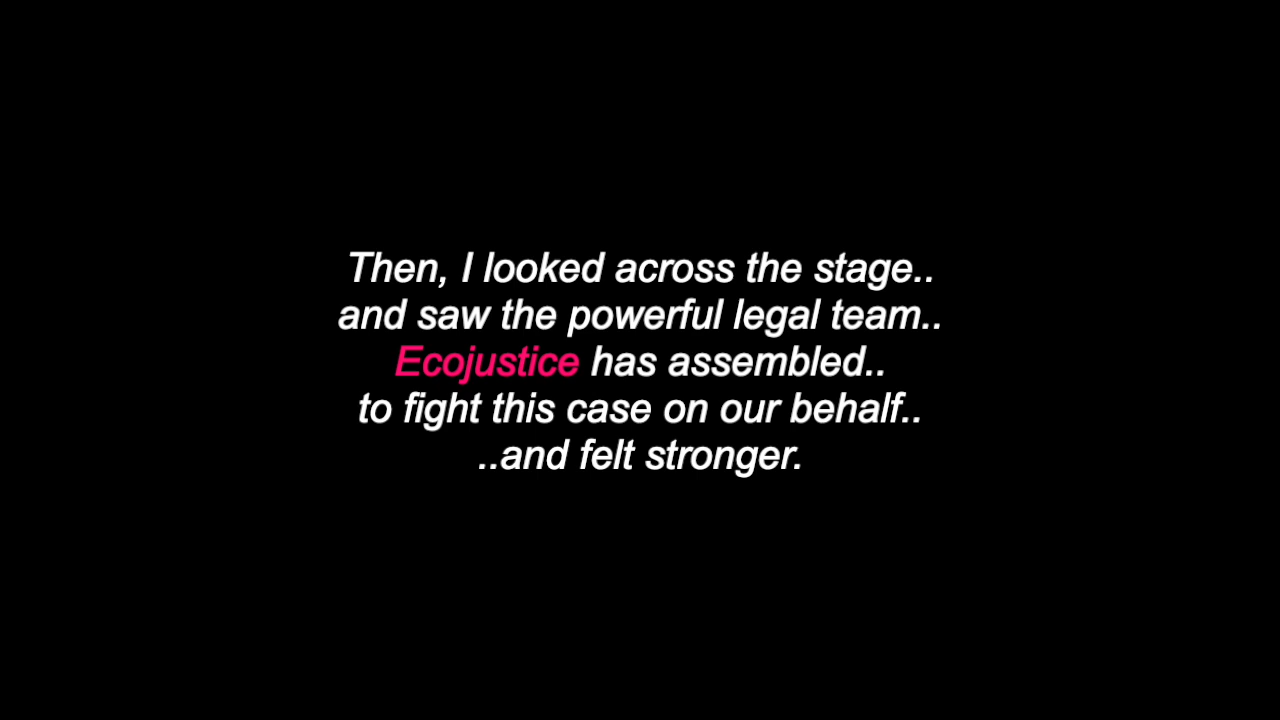 Then, I looked across the stage..
and saw the powerful legal team..
Ecojustice has assembled..
to fight this case on our behalf..
..and felt stronger.